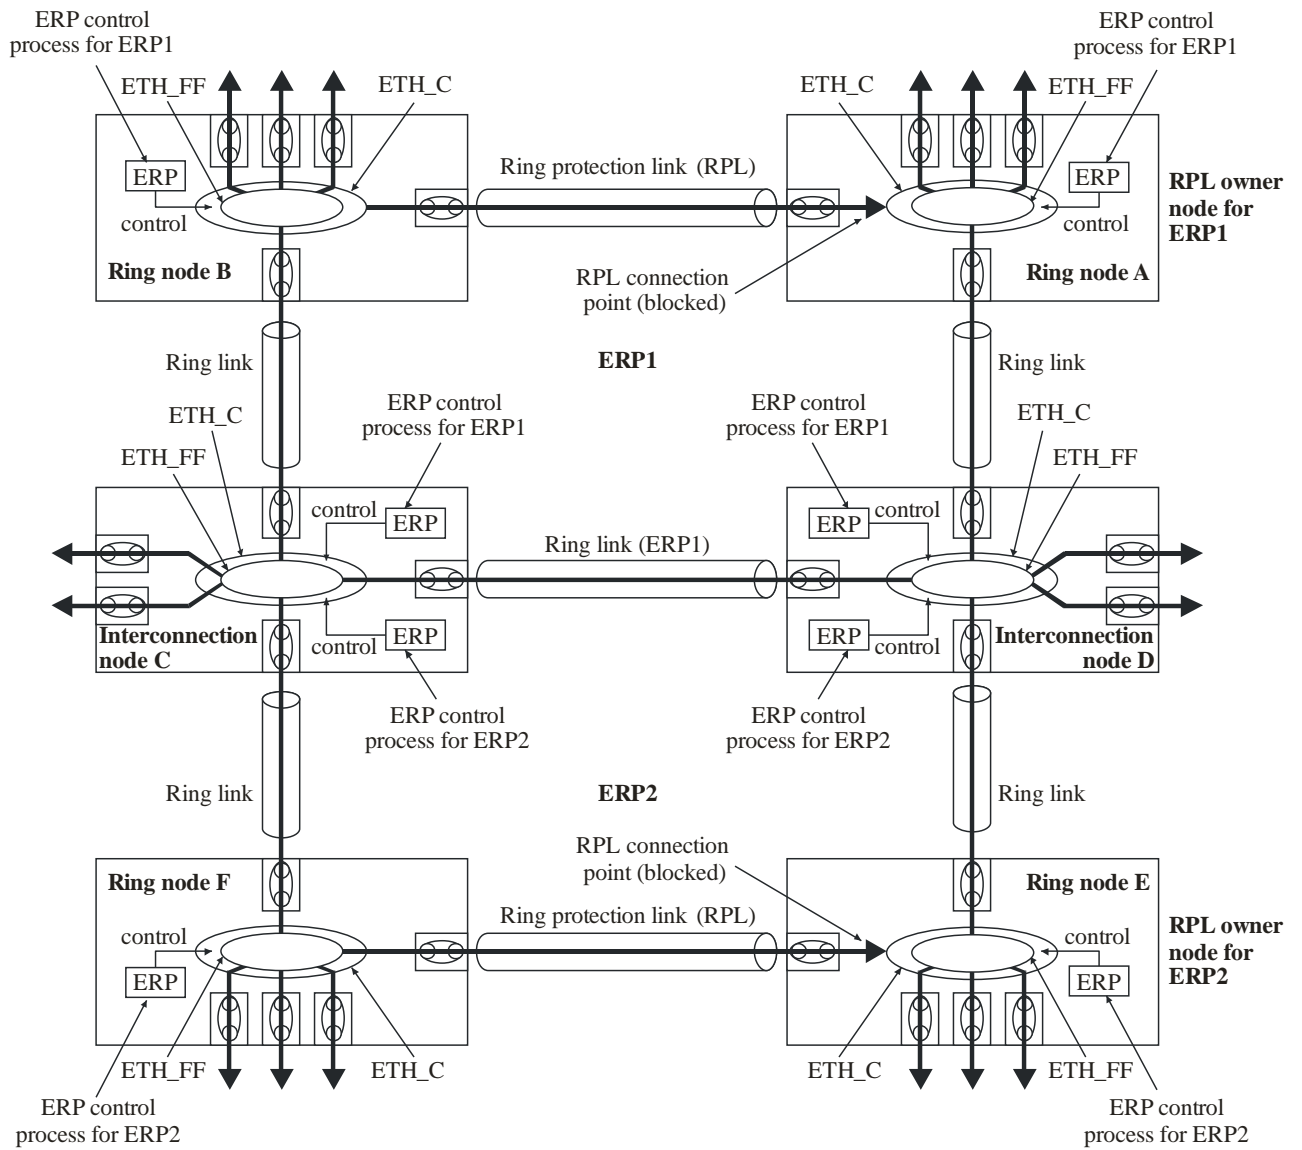 ERP control
process for ERP1
ERP control
process for ERP1
ETH_FF
ETH_C
ETH_C
ETH_FF
ERP
control
Ring node B
Ring protection link (RPL)
RPL connection
point (blocked)
ERP
control
Ring node A
RPL owner
node for
ERP1
Ring link
ERP1
Ring link
ETH_C
ETH_FF
ERP control
process for ERP1
ERP control
process for ERP1
ETH_C
ETH_FF
control
ERP
ERP
control
Ring link (ERP1)
Interconnection
node C
control
ERP
ERP
control
Interconnection
node D
ERP control
process for ERP2
ERP control
process for ERP2
Ring link
ERP2
Ring link
RPL connection
point (blocked)
Ring node F
control
ERP
Ring protection link (RPL)
Ring node E
control
ERP
RPL owner
node for
ERP2
ETH_FF
ETH_C
ETH_C
ETH_FF
ERP control
process for ERP2
ERP control
process for ERP2